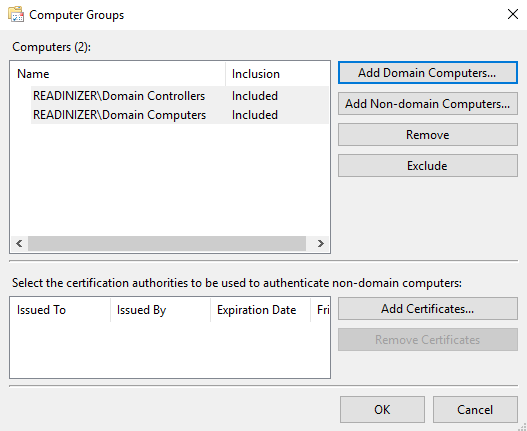 Computer Groups
Computers (2):
Name Inclusion
READINIZER\Domain Controllers Included
READINIZER\Domain Computers Included
Add Domain Computers...
Add Non-domain Computers...
Remove
Exclude
Select the certification authorities to be used to authenticate non-domain computers:
Issued To Issued By Expiration Date Fri
Add Certificates...
Remove Certificates
OK Cancel